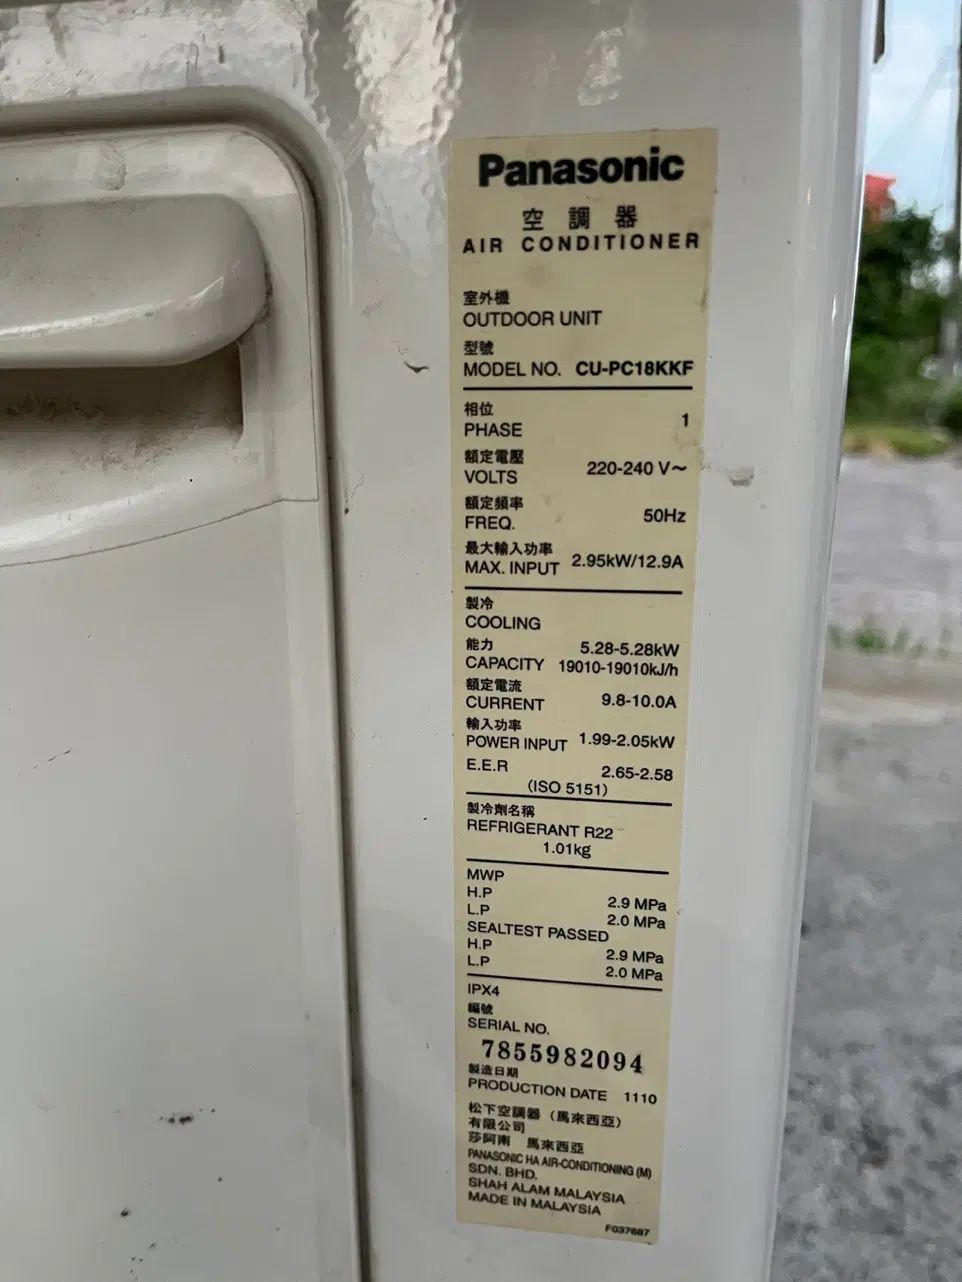 Panasonic
空調器
AIR CONDITIONER
室外機
OUTDOOR UNIT
型號
MODEL NO. CU-PC18KKF
相位
PHASE 1
額定電壓
VOLTS 220-240 V~
額定頻率
FREQ. 50Hz
最大輸入功率
MAX. INPUT 2.95kW/12.9A
製冷
COOLING
能力 5.28-5.28kW
CAPACITY 19010-19010kJ/h
額定電流
CURRENT 9.8-10.0A
輸入功率
POWER INPUT 1.99-2.05kW
E.E.R 2.65-2.58
(ISO 5151)
製冷劑名稱
REFRIGERANT R22
1.01kg
MWP
H.P 2.9 MPa
L.P 2.0 MPa
SEALTEST PASSED
H.P 2.9 MPa
L.P 2.0 MPa
IPX4
編號
SERIAL NO.
7855982094
製造日期
PRODUCTION DATE 1110
松下空調器（馬來西亞）
有限公司
莎阿南 馬來西亞
PANASONIC HA AIR-CONDITIONING (M)
SDN. BHD.
SHAH ALAM MALAYSIA
MADE IN MALAYSIA
F037687